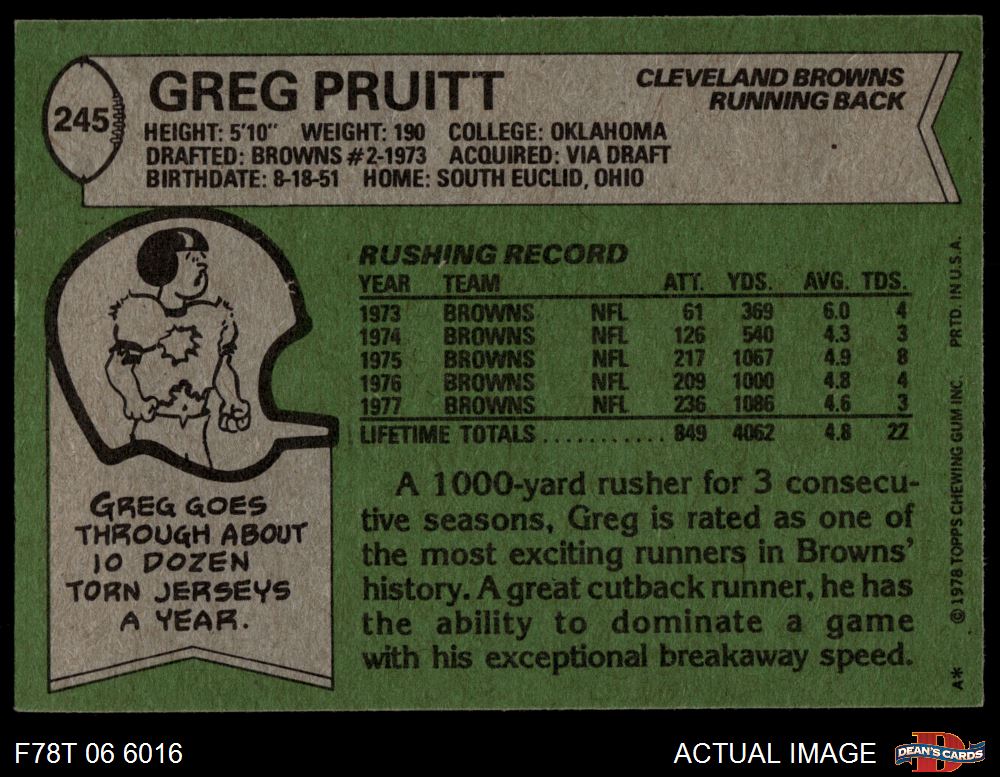 245
GREG PRUITT
CLEVELAND BROWNS
RUNNING BACK
HEIGHT: 5'10" WEIGHT: 190 COLLEGE: OKLAHOMA
DRAFTED: BROWNS #2-1973 ACQUIRED: VIA DRAFT
BIRTHDATE: 8-18-51 HOME: SOUTH EUCLID, OHIO
RUSHING RECORD
YEAR TEAM ATT. YDS. AVG. TDS.
1973 BROWNS NFL 61 369 6.0 4
1974 BROWNS NFL 126 540 4.3 3
1975 BROWNS NFL 217 1067 4.9 8
1976 BROWNS NFL 209 1000 4.8 4
1977 BROWNS NFL 236 1086 4.6 3
LIFETIME TOTALS ........... 849 4062 4.8 22
GREG GOES
THROUGH ABOUT
10 DOZEN
TORN JERSEYS
A YEAR.
A 1000-yard rusher for 3 consecu-
tive seasons, Greg is rated as one of
the most exciting runners in Browns'
history. A great cutback runner, he has
the ability to dominate a game
with his exceptional breakaway speed.
A* © 1978 TOPPS CHEWING GUM INC. PRTD. IN U.S.A.
F78T 06 6016
ACTUAL IMAGE
D
DEAN'S CARDS